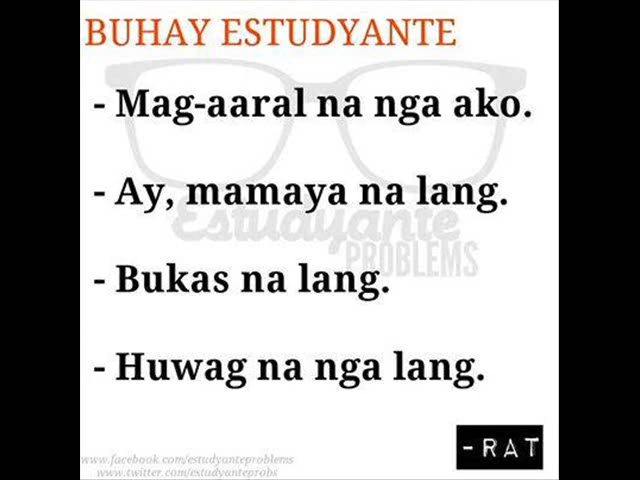 BUHAY ESTUDYANTE
- Mag-aaral na nga ako.
- Ay, mamaya na lang.
Estudyante
PROBLEMS
- Bukas na lang.
- Huwag na nga lang.
-RAT
www.facebook.com/estudyanteproblems
www.twitter.com/estudyanteprobs